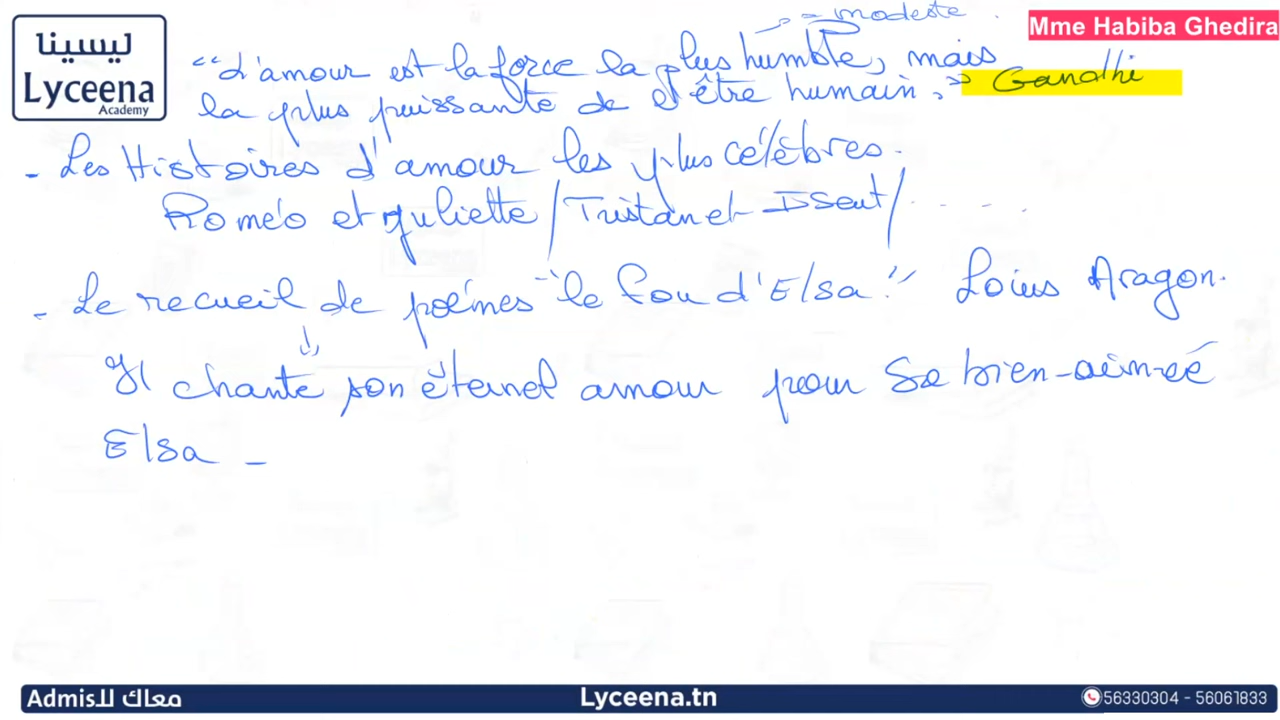 = modeste.
Mme Habiba Ghedira
ليسينا
Lyceena
Academy
"L'amour est la force la plus humble, mais
la plus puissante de l'être humain." Gandhi
- Les Histoires d'amour les plus célèbres.
Roméo et Juliette / Tristan et Iseut / .....
- Le recueil de poèmes "le fou d'Elsa." Loius Aragon.
Il chante son éternel amour pour sa bien-aimée
Elsa -
Admis معاك للـ
Lyceena.tn
56330304 - 56061833